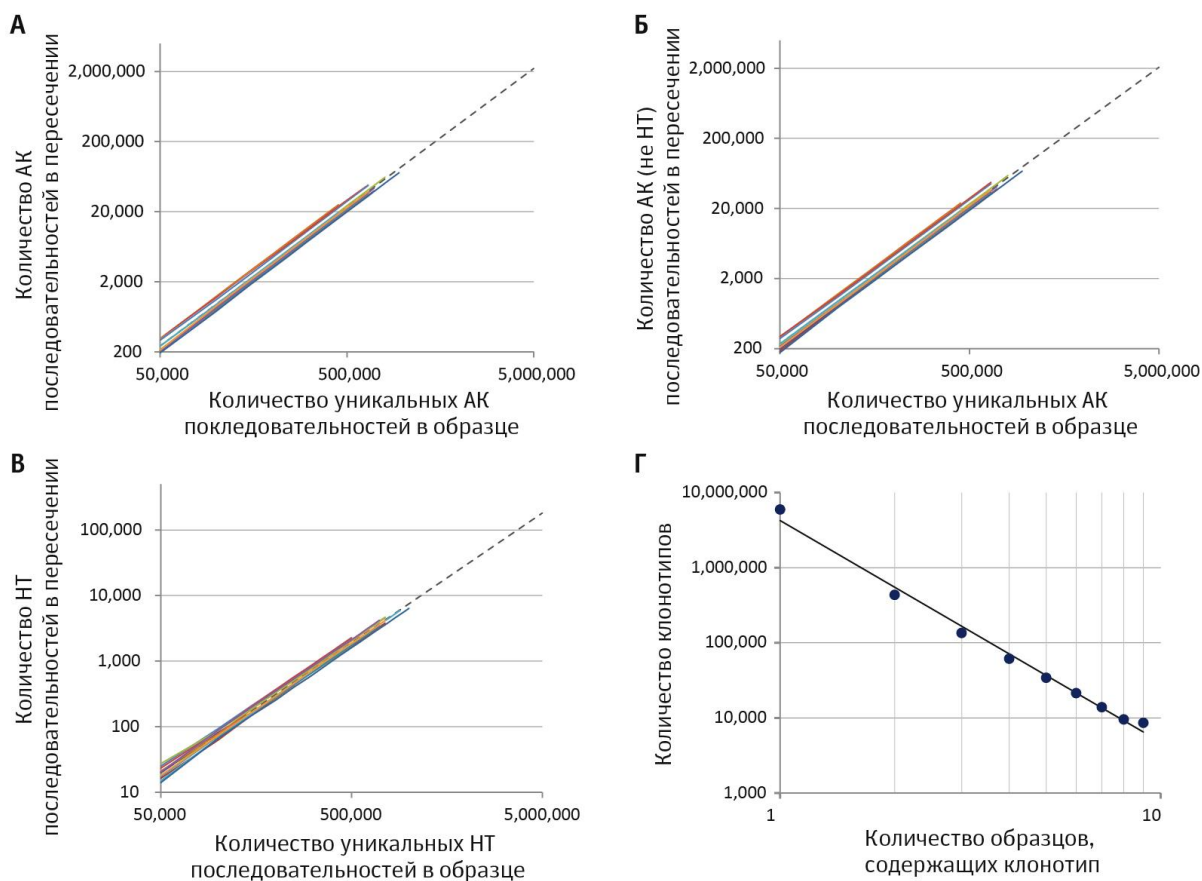 А
Количество АК
последовательностей в пересечении
2,000,000
200,000
20,000
2,000
200
50,000
500,000
5,000,000
Количество уникальных АК
покледовательностей в образце
Б
Количество АК (не НТ)
последовательностей в пересечении
2,000,000
200,000
20,000
2,000
200
50,000
500,000
5,000,000
Количество уникальных АК
последовательностей в образце
В
Количество НТ
последовательностей в пересечении
100,000
10,000
1,000
100
10
50,000
500,000
5,000,000
Количество уникальных НТ
последовательностей в образце
Г
Количество клонотипов
10,000,000
1,000,000
100,000
10,000
1,000
1
10
Количество образцов,
содержащих клонотип